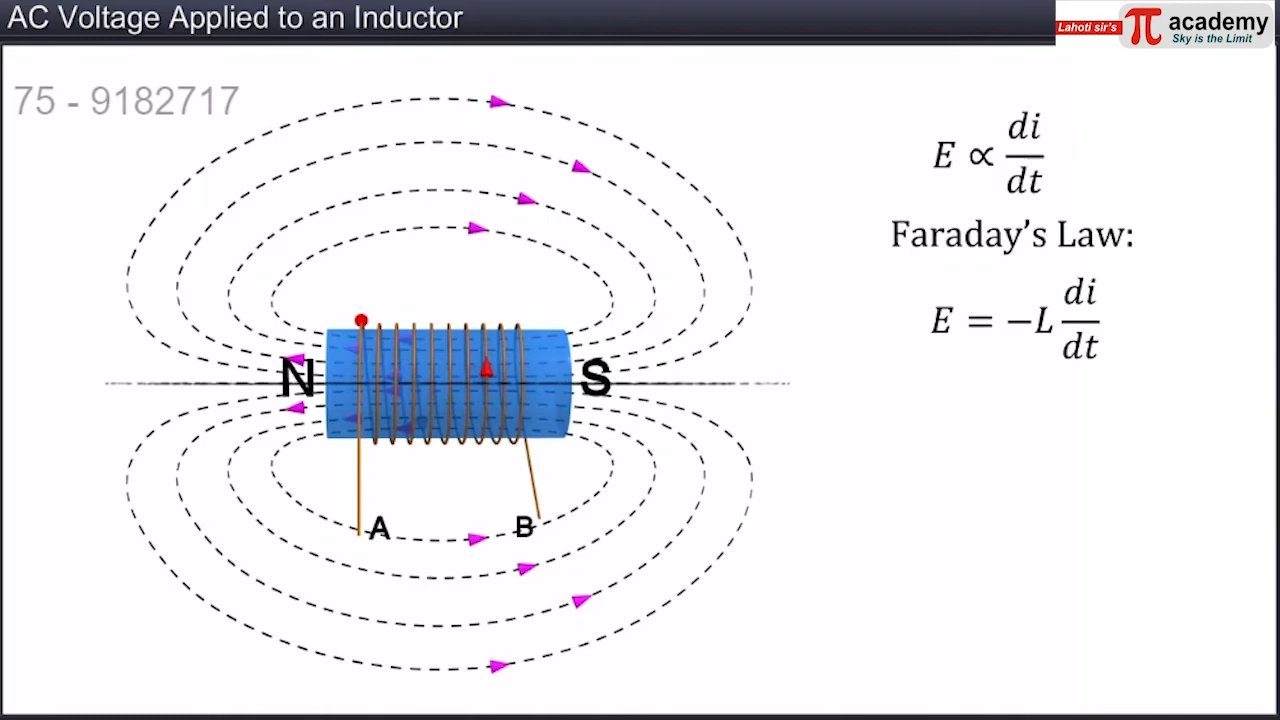 AC Voltage Applied to an Inductor
Lahoti sir's π academy
Sky is the Limit
75 - 9182717
E ∝ di/dt
Faraday's Law:
E = −L di/dt
N S
A B